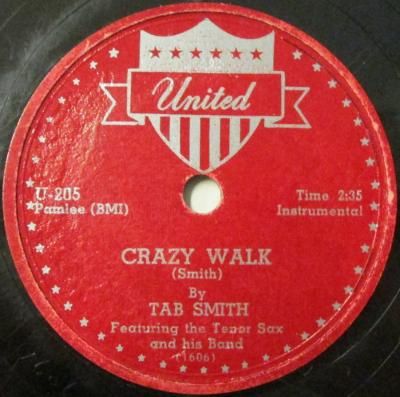 United
U-205
Pamlee (BMI)
Time 2:35
Instrumental
CRAZY WALK
(Smith)
By
TAB SMITH
Featuring the Tenor Sax
and his Band
(1606)